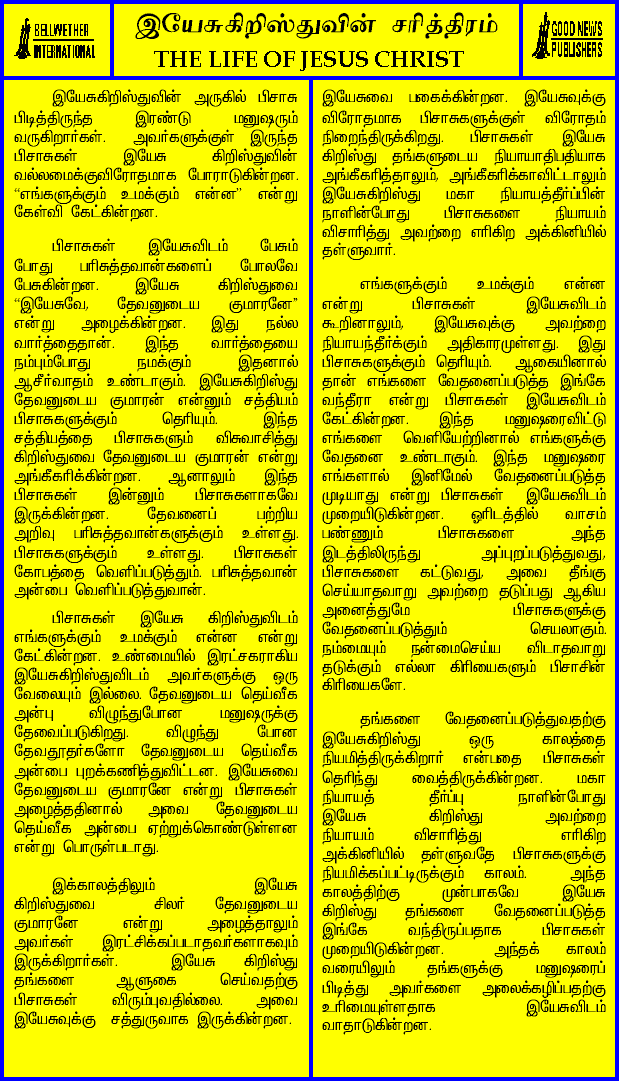 BELLWETHER
INTERNATIONAL
இயேசுகிறிஸ்துவின் சரித்திரம்
THE LIFE OF JESUS CHRIST
GOOD NEWS
PUBLISHERS
இயேசுகிறிஸ்துவின் அருகில் பிசாசு
பிடித்திருந்த இரண்டு மனுஷரும்
வருகிறார்கள். அவர்களுக்குள் இருந்த
பிசாசுகள் இயேசு கிறிஸ்துவின்
வல்லமைக்குவிரோதமாக போராடுகின்றன.
“எங்களுக்கும் உமக்கும் என்ன” என்று
கேள்வி கேட்கின்றன.
பிசாசுகள் இயேசுவிடம் பேசும்
போது பரிசுத்தவான்களைப் போலவே
பேசுகின்றன. இயேசு கிறிஸ்துவை
“இயேசுவே, தேவனுடைய குமாரனே”
என்று அழைக்கின்றன. இது நல்ல
வார்த்தைதான். இந்த வார்த்தையை
நம்பும்போது நமக்கும் இதனால்
ஆசீர்வாதம் உண்டாகும். இயேசுகிறிஸ்து
தேவனுடைய குமாரன் என்னும் சத்தியம்
பிசாசுகளுக்கும் தெரியும். இந்த
சத்தியத்தை பிசாசுகளும் விசுவாசித்து
கிறிஸ்துவை தேவனுடைய குமாரன் என்று
அங்கீகரிக்கின்றன. ஆனாலும் இந்த
பிசாசுகள் இன்னும் பிசாசுகளாகவே
இருக்கின்றன. தேவனைப் பற்றிய
அறிவு பரிசுத்தவான்களுக்கும் உள்ளது.
பிசாசுகளுக்கும் உள்ளது. பிசாசுகள்
கோபத்தை வெளிப்படுத்தும். பரிசுத்தவான்
அன்பை வெளிப்படுத்துவான்.
பிசாசுகள் இயேசு கிறிஸ்துவிடம்
எங்களுக்கும் உமக்கும் என்ன என்று
கேட்கின்றன. உண்மையில் இரட்சகராகிய
இயேசுகிறிஸ்துவிடம் அவர்களுக்கு ஒரு
வேலையும் இல்லை. தேவனுடைய தெய்வீக
அன்பு விழுந்துபோன மனுஷருக்கு
தேவைப்படுகிறது. விழுந்து போன
தேவதூதர்களோ தேவனுடைய தெய்வீக
அன்பை புறக்கணித்துவிட்டன. இயேசுவை
தேவனுடைய குமாரனே என்று பிசாசுகள்
அழைத்ததினால் அவை தேவனுடைய
தெய்வீக அன்பை ஏற்றுக்கொண்டுள்ளன
என்று பொருள்படாது.
இக்காலத்திலும் இயேசு
கிறிஸ்துவை சிலர் தேவனுடைய
குமாரனே என்று அழைத்தாலும்
அவர்கள் இரட்சிக்கப்படாதவர்களாகவும்
இருக்கிறார்கள். இயேசு கிறிஸ்து
தங்களை ஆளுகை செய்வதற்கு
பிசாசுகள் விரும்புவதில்லை. அவை
இயேசுவுக்கு சத்துருவாக இருக்கின்றன.
இயேசுவை பகைக்கின்றன. இயேசுவுக்கு
விரோதமாக பிசாசுகளுக்குள் விரோதம்
நிறைந்திருக்கிறது. பிசாசுகள் இயேசு
கிறிஸ்து தங்களுடைய நியாயாதிபதியாக
அங்கீகரித்தாலும், அங்கீகரிக்காவிட்டாலும்
இயேசுகிறிஸ்து மகா நியாயத்தீர்ப்பின்
நாளின்போது பிசாசுகளை நியாயம்
விசாரித்து அவற்றை எரிகிற அக்கினியில்
தள்ளுவார்.
எங்களுக்கும் உமக்கும் என்ன
என்று பிசாசுகள் இயேசுவிடம்
கூறினாலும், இயேசுவுக்கு அவற்றை
நியாயந்தீர்க்கும் அதிகாரமுள்ளது. இது
பிசாசுகளுக்கும் தெரியும். ஆகையினால்
தான் எங்களை வேதனைப்படுத்த இங்கே
வந்தீரா என்று பிசாசுகள் இயேசுவிடம்
கேட்கின்றன. இந்த மனுஷரைவிட்டு
எங்களை வெளியேற்றினால் எங்களுக்கு
வேதனை உண்டாகும். இந்த மனுஷரை
எங்களால் இனிமேல் வேதனைப்படுத்த
முடியாது என்று பிசாசுகள் இயேசுவிடம்
முறையிடுகின்றன. ஓரிடத்தில் வாசம்
பண்ணும் பிசாசுகளை அந்த
இடத்திலிருந்து அப்புறப்படுத்துவது,
பிசாசுகளை கட்டுவது, அவை தீங்கு
செய்யாதவாறு அவற்றை தடுப்பது ஆகிய
அனைத்துமே பிசாசுகளுக்கு
வேதனைப்படுத்தும் செயலாகும்.
நம்மையும் நன்மைசெய்ய விடாதவாறு
தடுக்கும் எல்லா கிரியைகளும் பிசாசின்
கிரியைகளே.
தங்களை வேதனைப்படுத்துவதற்கு
இயேசுகிறிஸ்து ஒரு காலத்தை
நியமித்திருக்கிறார் என்பதை பிசாசுகள்
தெரிந்து வைத்திருக்கின்றன. மகா
நியாயத் தீர்ப்பு நாளின்போது
இயேசு கிறிஸ்து அவற்றை
நியாயம் விசாரித்து எரிகிற
அக்கினியில் தள்ளுவதே பிசாசுகளுக்கு
நியமிக்கப்பட்டிருக்கும் காலம். அந்த
காலத்திற்கு முன்பாகவே இயேசு
கிறிஸ்து தங்களை வேதனைப்படுத்த
இங்கே வந்திருப்பதாக பிசாசுகள்
முறையிடுகின்றன. அந்தக் காலம்
வரையிலும் தங்களுக்கு மனுஷரைப்
பிடித்து அவர்களை அலைக்கழிப்பதற்கு
உரிமையுள்ளதாக இயேசுவிடம்
வாதாடுகின்றன.